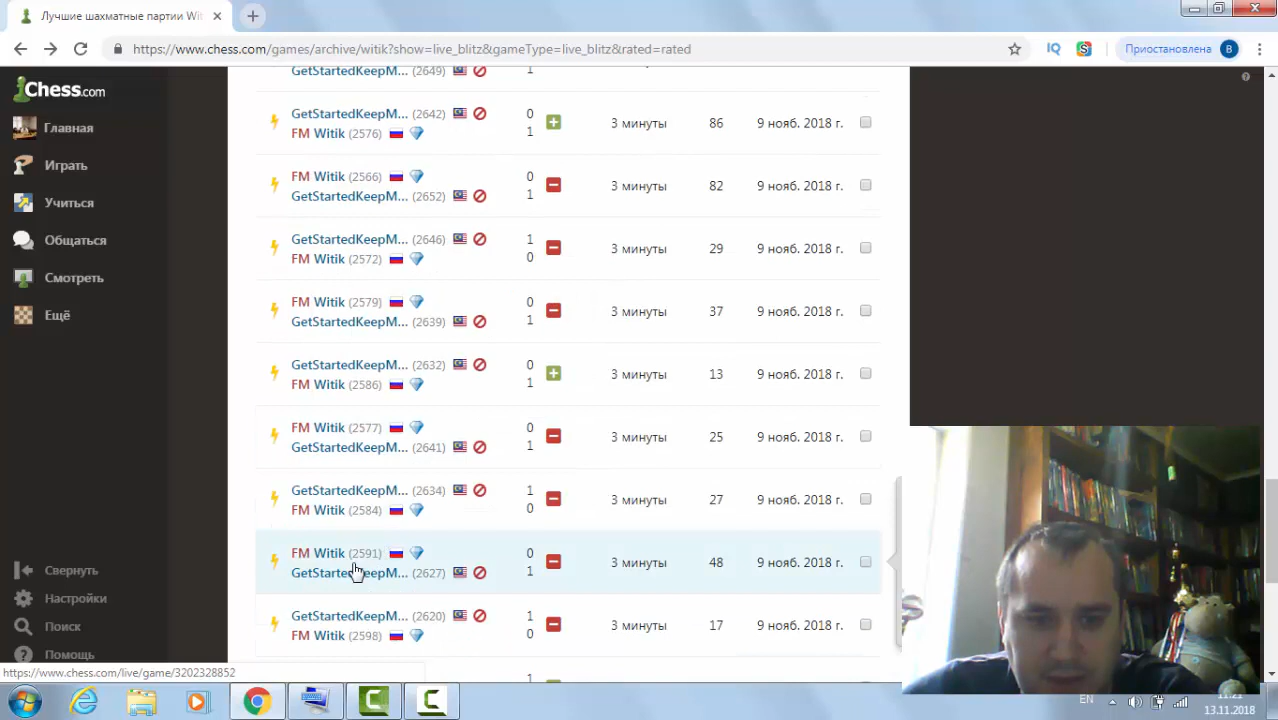 Лучшие шахматные партии Wit
https://www.chess.com/games/archive/witik?show=live_blitz&gameType=live_blitz&rated=rated
IQ
S
Приостановлена
В
Chess.com
Главная
Играть
Учиться
Общаться
Смотреть
Ещё
Свернуть
Настройки
Поиск
Помощь
GetStartedKeepM... (2649) 1
GetStartedKeepM... (2642) 0
FM Witik (2576) 1
3 минуты 86 9 нояб. 2018 г.
FM Witik (2566) 0
GetStartedKeepM... (2652) 1
3 минуты 82 9 нояб. 2018 г.
GetStartedKeepM... (2646) 1
FM Witik (2572) 0
3 минуты 29 9 нояб. 2018 г.
FM Witik (2579) 0
GetStartedKeepM... (2639) 1
3 минуты 37 9 нояб. 2018 г.
GetStartedKeepM... (2632) 0
FM Witik (2586) 1
3 минуты 13 9 нояб. 2018 г.
FM Witik (2577) 0
GetStartedKeepM... (2641) 1
3 минуты 25 9 нояб. 2018 г.
GetStartedKeepM... (2634) 1
FM Witik (2584) 0
3 минуты 27 9 нояб. 2018 г.
FM Witik (2591) 0
GetStartedKeepM... (2627) 1
3 минуты 48 9 нояб. 2018 г.
GetStartedKeepM... (2620) 1
FM Witik (2598) 0
3 минуты 17 9 нояб. 2018 г.
https://www.chess.com/live/game/3202328852
EN
11:21
13.11.2018